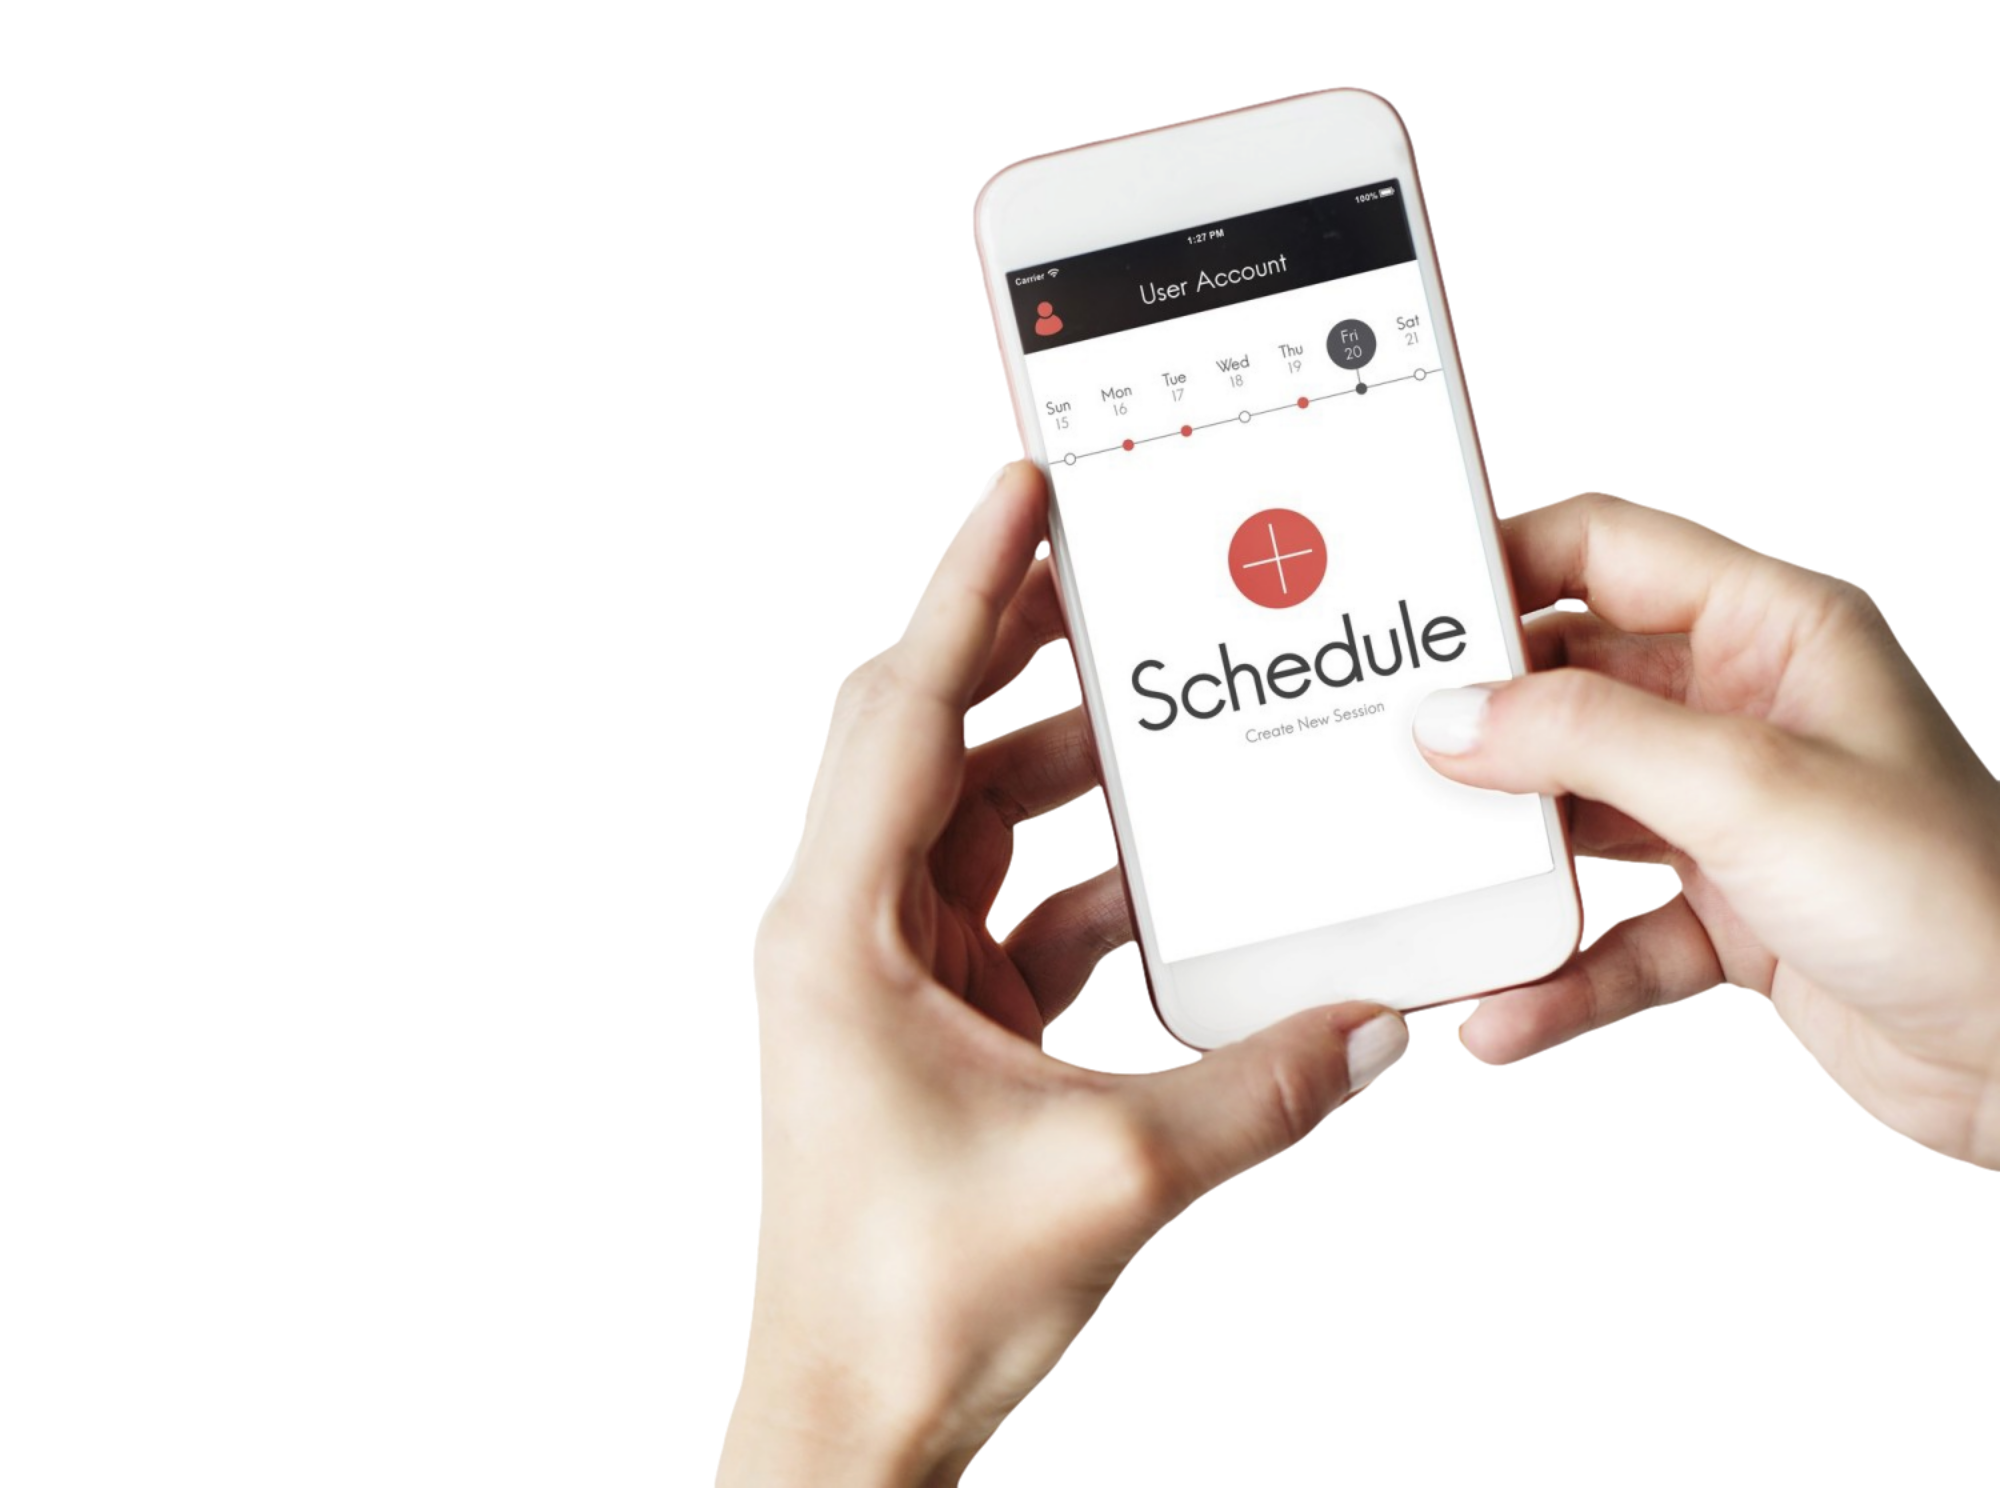 Carrier 1:27 PM 100%
User Account
Sun Mon Tue Wed Thu Fri Sat
15 16 17 18 19 20 21
Schedule
Create New Session